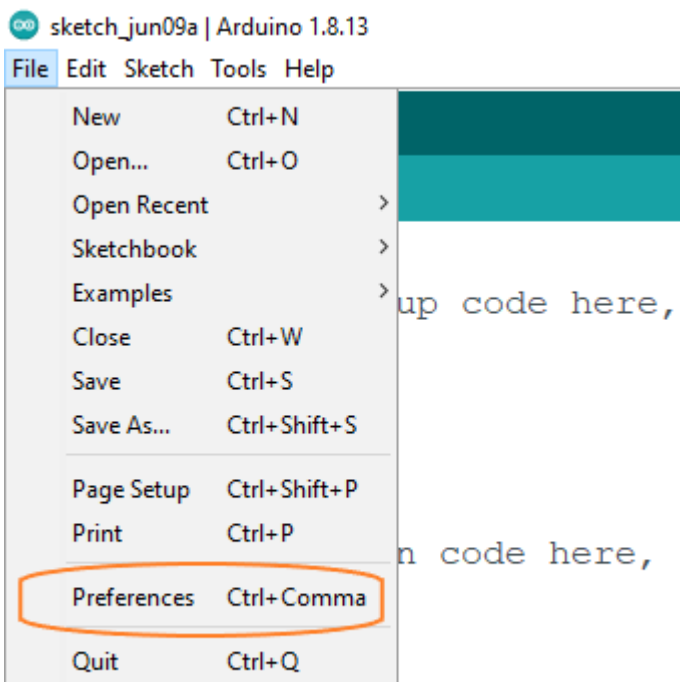 sketch_jun09a | Arduino 1.8.13
File Edit Sketch Tools Help
New Ctrl+N
Open... Ctrl+O
Open Recent
Sketchbook
Examples
up code here,
Close Ctrl+W
Save Ctrl+S
Save As... Ctrl+Shift+S
Page Setup Ctrl+Shift+P
Print Ctrl+P
n code here,
Preferences Ctrl+Comma
Quit Ctrl+Q